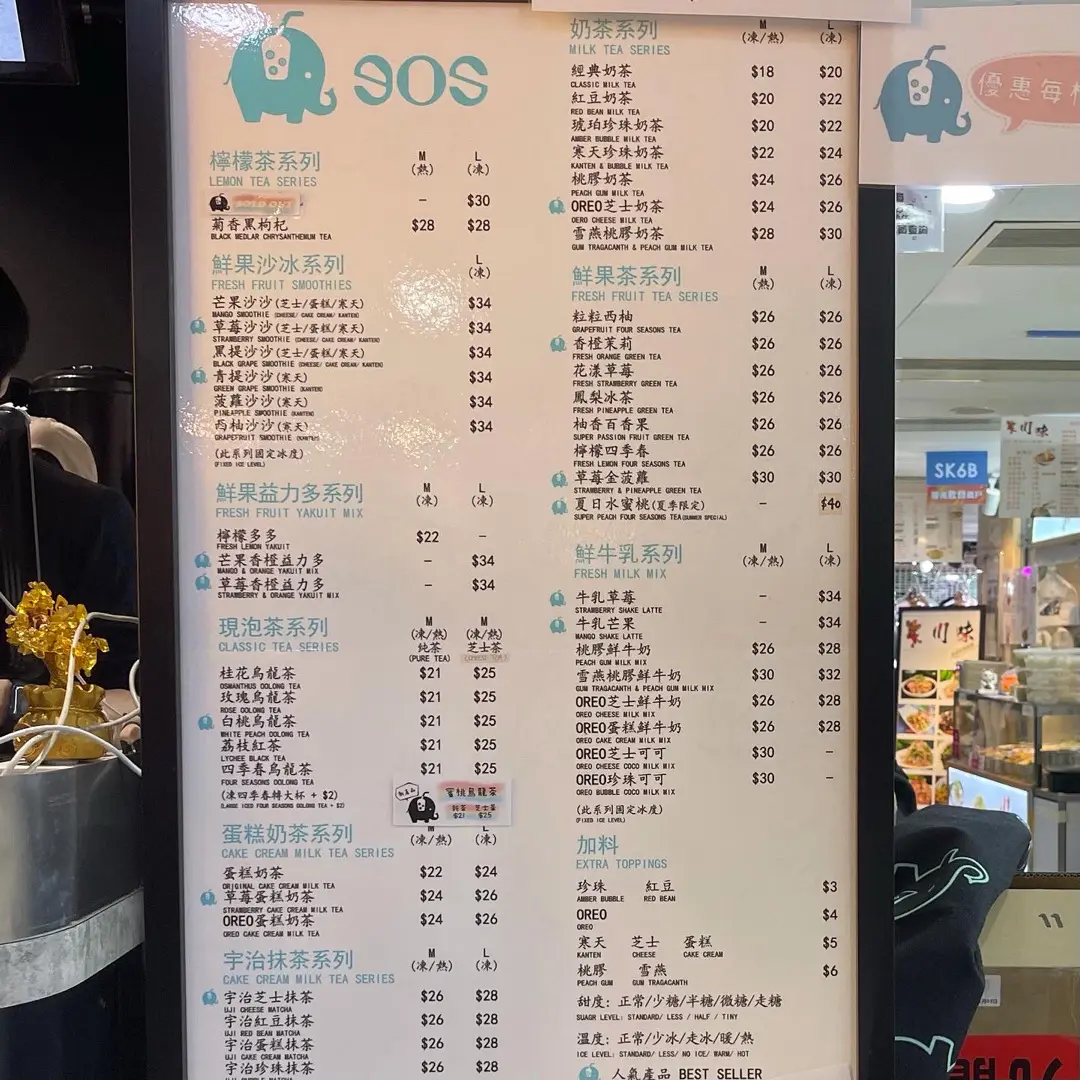 SOS
檸檬茶系列 M L
LEMON TEA SERIES (熱) (凍)
SOLD OUT – $30
菊香黑枸杞 $28 $28
BLACK MEDLAR CHRYSANTHEMUM TEA
鮮果沙冰系列 L
FRESH FRUIT SMOOTHIES (凍)
芒果沙沙(芝士/蛋糕/寒天) $34
MANGO SMOOTHIE (CHEESE/ CAKE CREAM/ KANTEN)
草莓沙沙(芝士/蛋糕/寒天) $34
STRAWBERRY SMOOTHIE (CHEESE/ CAKE CREAM/ KANTEN)
黑提沙沙(芝士/蛋糕/寒天) $34
BLACK GRAPE SMOOTHIE (CHEESE/ CAKE CREAM/ KANTEN)
青提沙沙(寒天) $34
GREEN GRAPE SMOOTHIE (KANTEN)
菠蘿沙沙(寒天) $34
PINEAPPLE SMOOTHIE (KANTEN)
西柚沙沙(寒天) $34
GRAPEFRUIT SMOOTHIE (KANTEN)
(此系列固定冰度)
(FIXED ICE LEVEL)
鮮果益力多系列 M L
FRESH FRUIT YAKUIT MIX (凍) (凍)
檸檬多多 $22 –
FRESH LEMON YAKUIT
芒果香橙益力多 – $34
MANGO & ORANGE YAKUIT MIX
草莓香橙益力多 – $34
STRAWBERRY & ORANGE YAKUIT MIX
現泡茶系列 M M
CLASSIC TEA SERIES (凍/熱) (凍/熱)
純茶 芝士茶
(PURE TEA) (CHEESE TEA)
桂花烏龍茶 $21 $25
OSMANTHUS OOLONG TEA
玫瑰烏龍茶 $21 $25
ROSE OOLONG TEA
白桃烏龍茶 $21 $25
WHITE PEACH OOLONG TEA
荔枝紅茶 $21 $25
LYCHEE BLACK TEA
四季春烏龍茶 $21 $25
FOUR SEASONS OOLONG TEA
(凍四季春轉大杯 + $2)
(LARGE ICED FOUR SEASONS OOLONG TEA + $2)
蜜桃烏龍茶
純茶 芝士茶
$21 $25
蛋糕奶茶系列 M L
CAKE CREAM MILK TEA SERIES (凍/熱) (凍)
蛋糕奶茶 $22 $24
ORIGINAL CAKE CREAM MILK TEA
草莓蛋糕奶茶 $24 $26
STRAWBERRY CAKE CREAM MILK TEA
OREO蛋糕奶茶 $24 $26
OREO CAKE CREAM MILK TEA
宇治抹茶系列 M L
CAKE CREAM MILK TEA SERIES (凍/熱) (凍)
宇治芝士抹茶 $26 $28
UJI CHEESE MATCHA
宇治紅豆抹茶 $26 $28
UJI RED BEAN MATCHA
宇治蛋糕抹茶 $26 $28
UJI CAKE CREAM MATCHA
宇治珍珠抹茶 $26 $28
UJI BUBBLE MATCHA
奶茶系列 M L
MILK TEA SERIES (凍/熱) (凍)
經典奶茶 $18 $20
CLASSIC MILK TEA
紅豆奶茶 $20 $22
RED BEAN MILK TEA
琥珀珍珠奶茶 $20 $22
AMBER BUBBLE MILK TEA
寒天珍珠奶茶 $22 $24
KANTEN & BUBBLE MILK TEA
桃膠奶茶 $24 $26
PEACH GUM MILK TEA
OREO芝士奶茶 $24 $26
OERO CHEESE MILK TEA
雪燕桃膠奶茶 $28 $30
GUM TRAGACANTH & PEACH GUM MILK TEA
鮮果茶系列 M L
FRESH FRUIT TEA SERIES (熱) (凍)
粒粒西柚 $26 $26
GRAPEFRUIT FOUR SEASONS TEA
香橙茉莉 $26 $26
FRESH ORANGE GREEN TEA
花漾草莓 $26 $26
FRESH STRAWBERRY GREEN TEA
鳳梨冰茶 $26 $26
FRESH PINEAPPLE GREEN TEA
柚香百香果 $26 $26
SUPER PASSION FRUIT GREEN TEA
檸檬四季春 $26 $26
FRESH LEMON FOUR SEASONS TEA
草莓金菠蘿 $30 $30
STRAWBERRY & PINEAPPLE GREEN TEA
夏日水蜜桃(夏季限定) – $40
SUPER PEACH FOUR SEASONS TEA(SUMMER SPECIAL)
鮮牛乳系列 M L
FRESH MILK MIX (凍/熱) (凍)
牛乳草莓 – $34
STRAWBERRY SHAKE LATTE
牛乳芒果 – $34
MANGO SHAKE LATTE
桃膠鮮牛奶 $26 $28
PEACH GUM MILK MIX
雪燕桃膠鮮牛奶 $30 $32
GUM TRAGACANTH & PEACH GUM MILK MIX
OREO芝士鮮牛奶 $26 $28
OREO CHEESE MILK MIX
OREO蛋糕鮮牛奶 $26 $28
OREO CAKE CREAM MILK MIX
OREO芝士可可 $30 –
OREO CHEESE COCO MILK MIX
OREO珍珠可可 $30 –
OREO BUBBLE COCO MILK MIX
(此系列固定冰度)
(FIXED ICE LEVEL)
加料
EXTRA TOPPINGS
珍珠 紅豆 $3
AMBER BUBBLE RED BEAN
OREO $4
OREO
寒天 芝士 蛋糕 $5
KANTEN CHEESE CAKE CREAM
桃膠 雪燕 $6
PEACH GUM GUM TRAGACANTH
甜度: 正常/少糖/半糖/微糖/走糖
SUAGR LEVEL: STANDARD/ LESS / HALF / TINY
溫度: 正常/少冰/走冰/暖/熱
ICE LEVEL: STANDARD/ LESS/ NO ICE/ WARM/ HOT
人氣產品 BEST SELLER
優惠每杯
SK6B
川味
川味
11